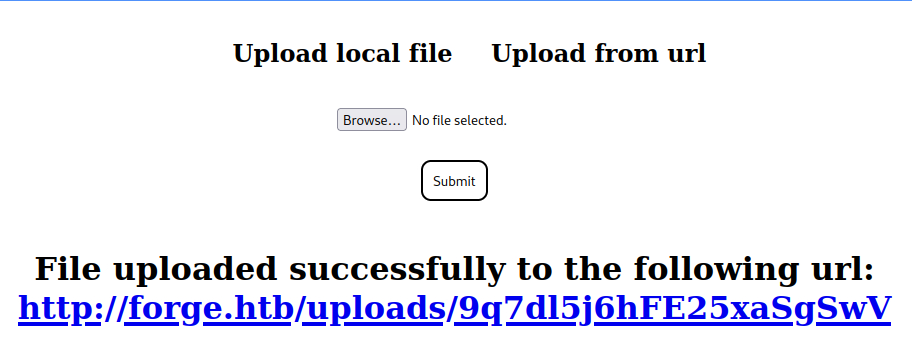 Upload local file Upload from url
Browse... No file selected.
Submit
File uploaded successfully to the following url:
http://forge.htb/uploads/9q7dl5j6hFE25xaSgSwV